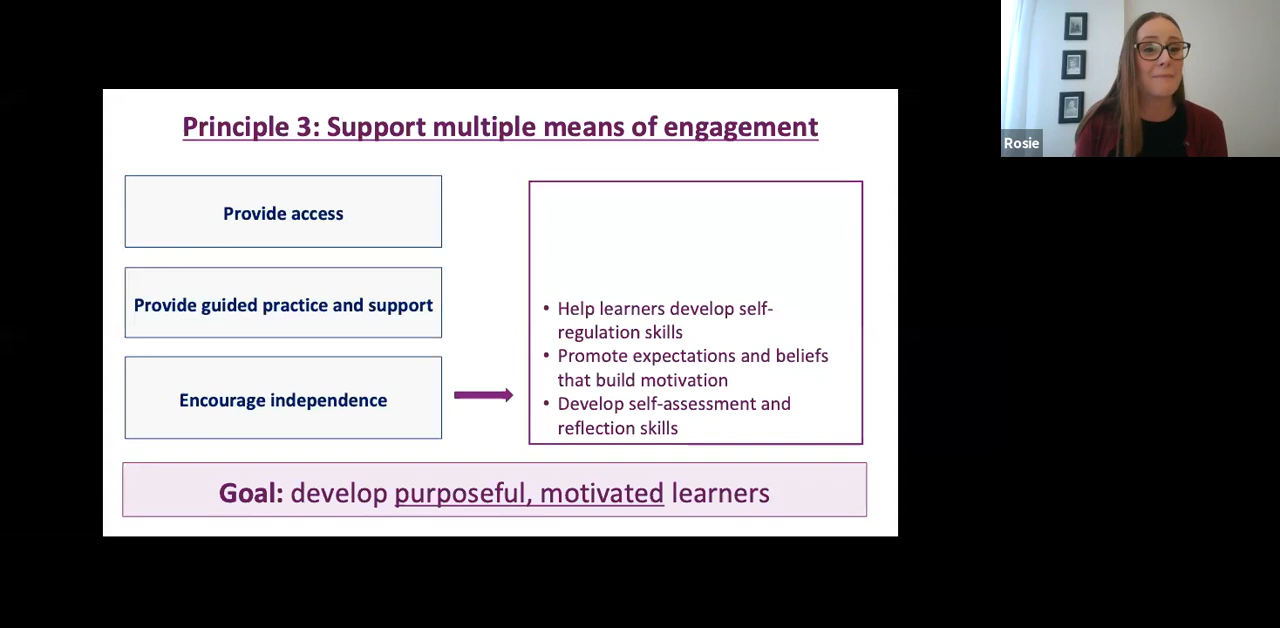 Principle 3: Support multiple means of engagement
Provide access
Provide guided practice and support
Encourage independence
• Help learners develop self-
regulation skills
• Promote expectations and beliefs
that build motivation
• Develop self-assessment and
reflection skills
Goal: develop purposeful, motivated learners
Rosie